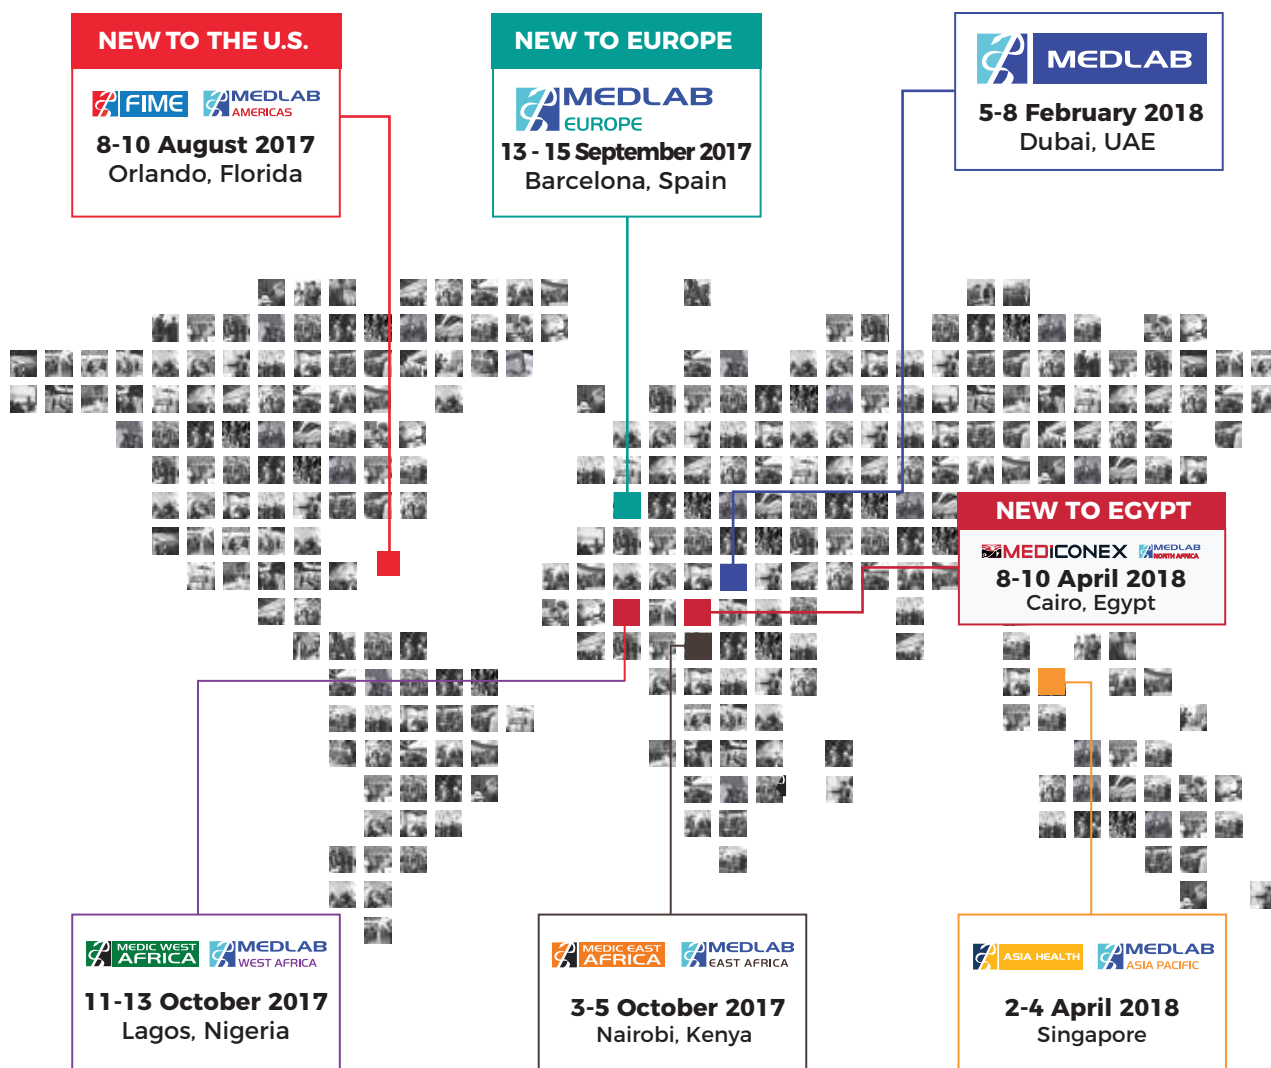 NEW TO THE U.S.
FIME MEDLAB
AMERICAS
8-10 August 2017
Orlando, Florida
NEW TO EUROPE
MEDLAB
EUROPE
13 - 15 September 2017
Barcelona, Spain
MEDLAB
5-8 February 2018
Dubai, UAE
NEW TO EGYPT
MEDICONEX MEDLAB
NORTH AFRICA
8-10 April 2018
Cairo, Egypt
MEDIC WEST
AFRICA
MEDLAB
WEST AFRICA
11-13 October 2017
Lagos, Nigeria
MEDIC EAST
AFRICA
MEDLAB
EAST AFRICA
3-5 October 2017
Nairobi, Kenya
ASIA HEALTH
MEDLAB
ASIA PACIFIC
2-4 April 2018
Singapore